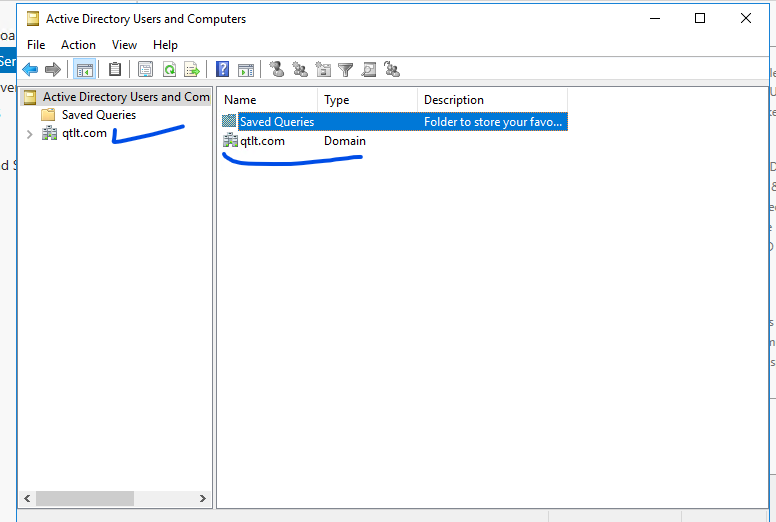 Active Directory Users and Computers
File Action View Help
Active Directory Users and Com
Saved Queries
qtlt.com
Name Type Description
Saved Queries Folder to store your favo...
qtlt.com Domain